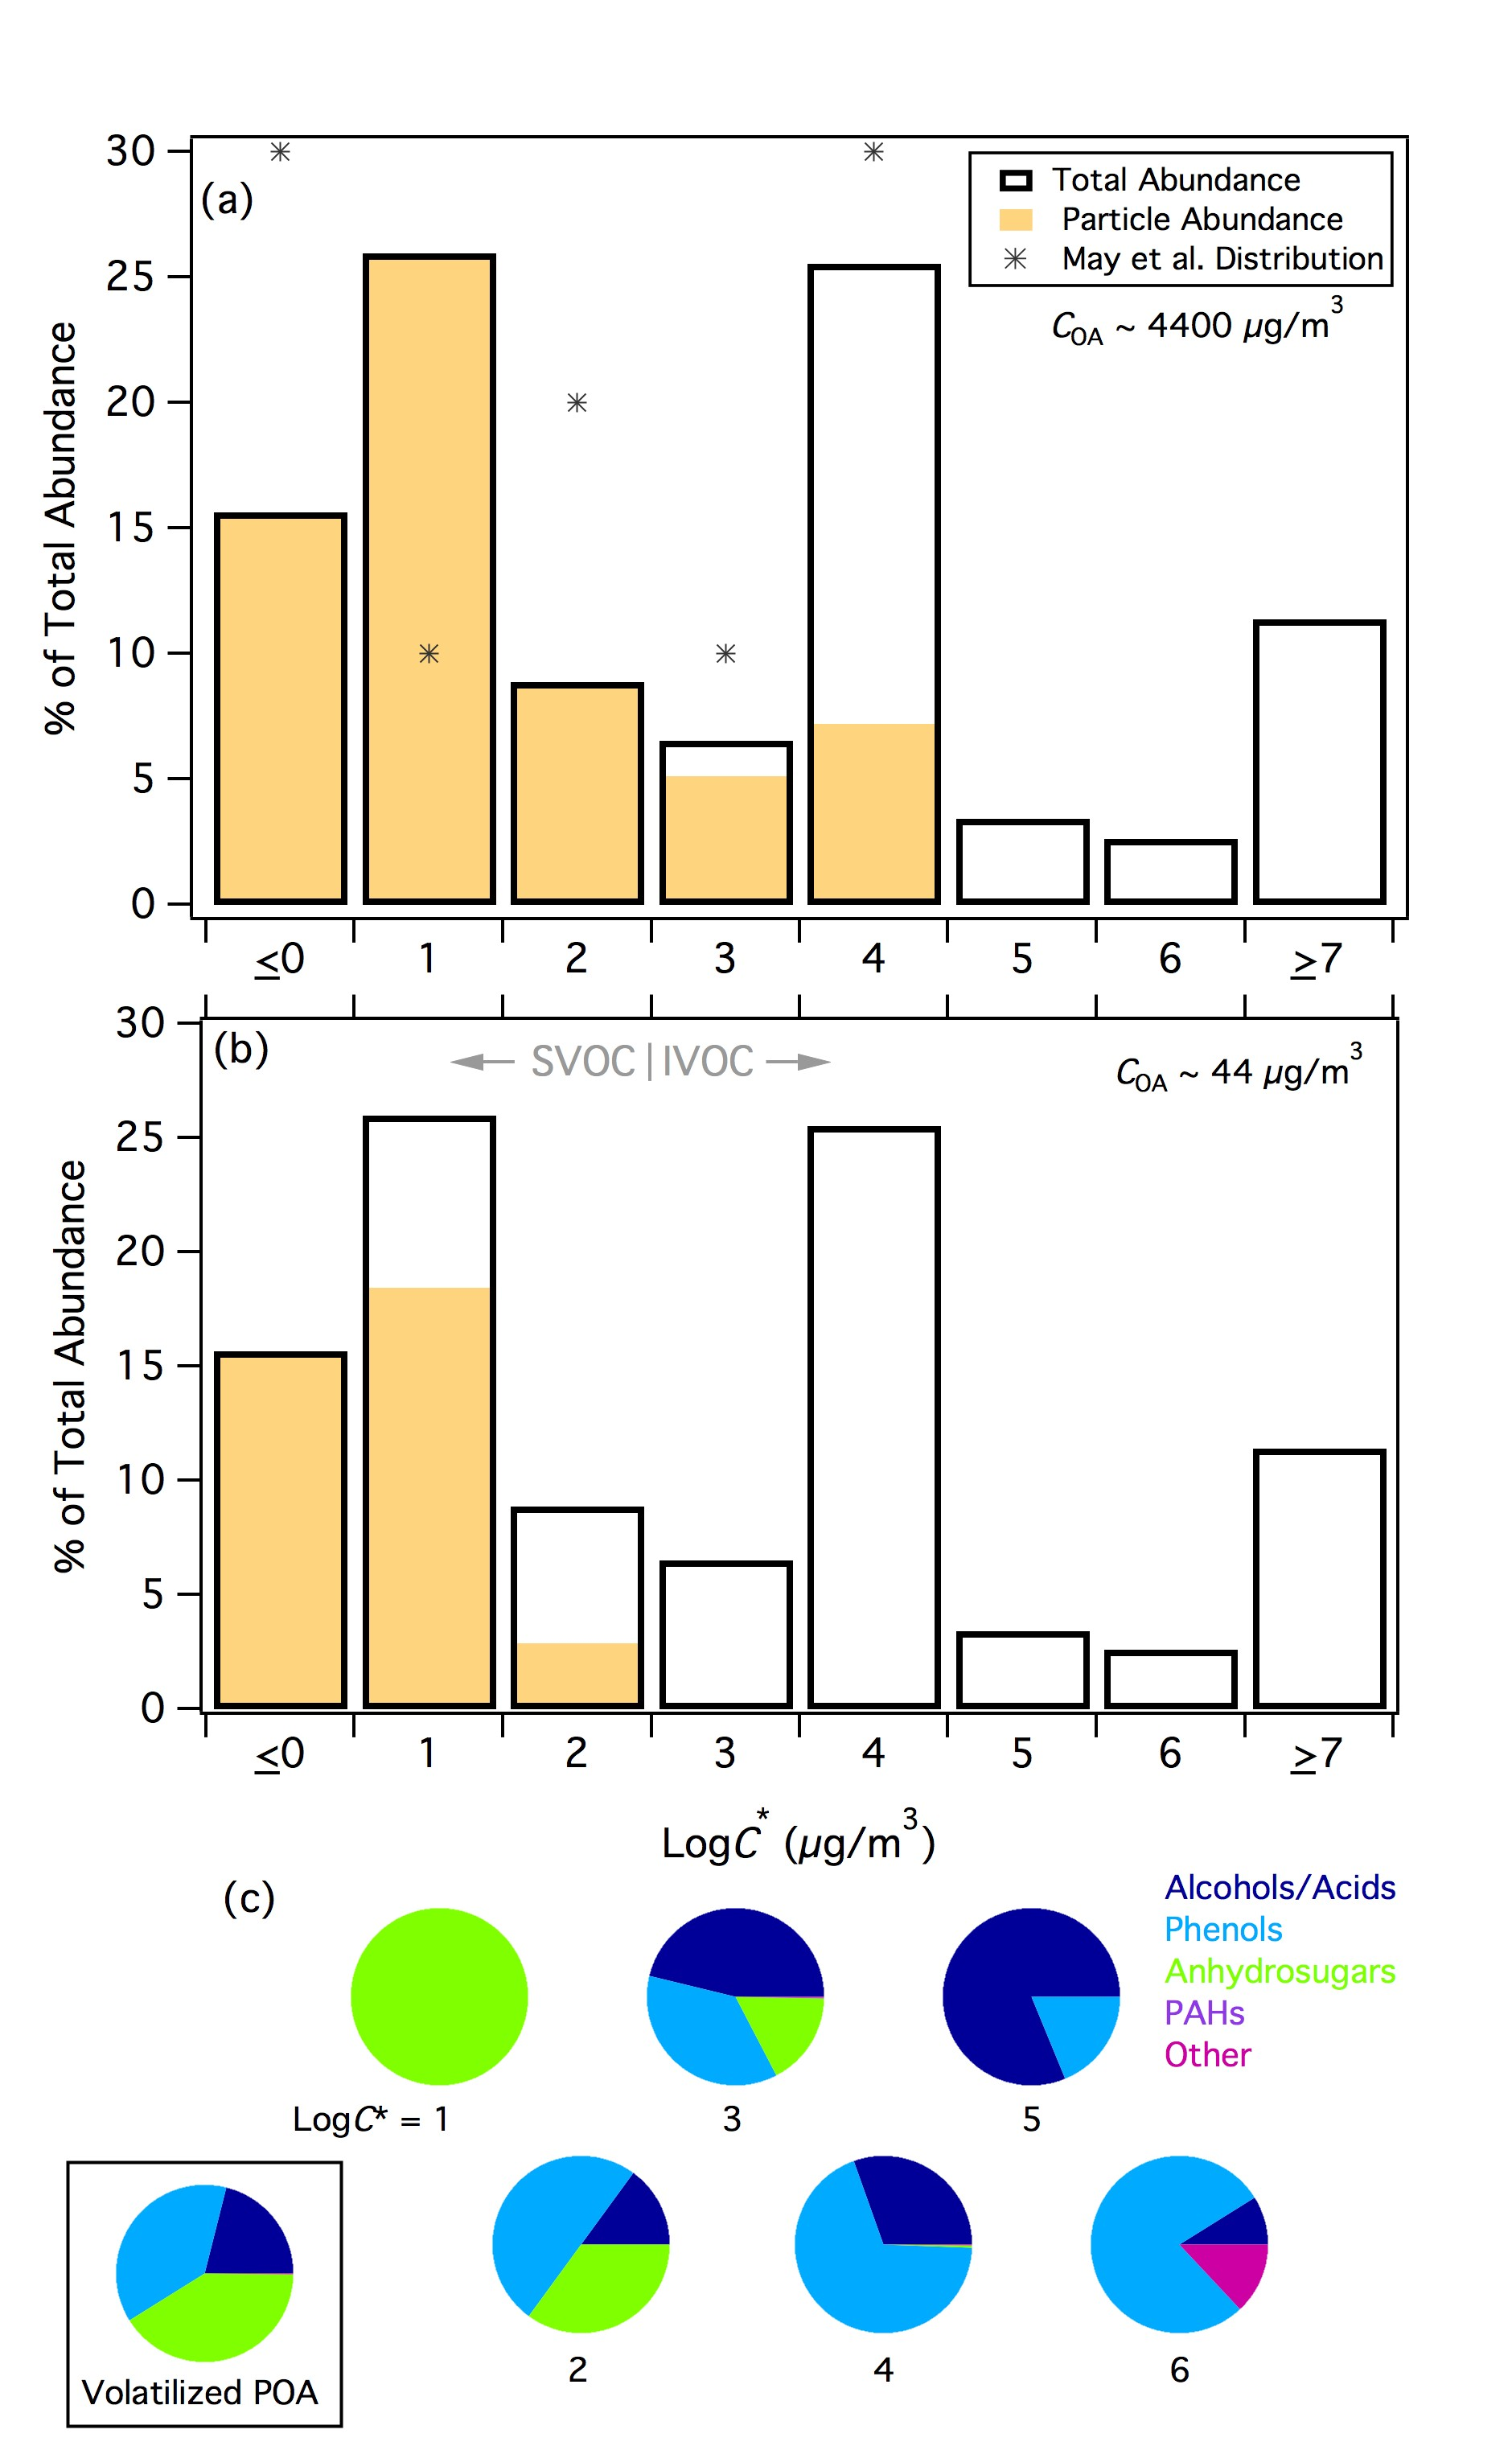 30
(a)
Total Abundance
Particle Abundance
May et al. Distribution
C_OA ~ 4400 µg/m³
25
20
15
10
5
0
% of Total Abundance
≤0 1 2 3 4 5 6 ≥7
30
(b)
SVOC | IVOC
C_OA ~ 44 µg/m³
25
20
15
10
5
0
% of Total Abundance
≤0 1 2 3 4 5 6 ≥7
LogC* (µg/m³)
(c)
Alcohols/Acids
Phenols
Anhydrosugars
PAHs
Other
LogC* = 1 3 5
2 4 6
Volatilized POA